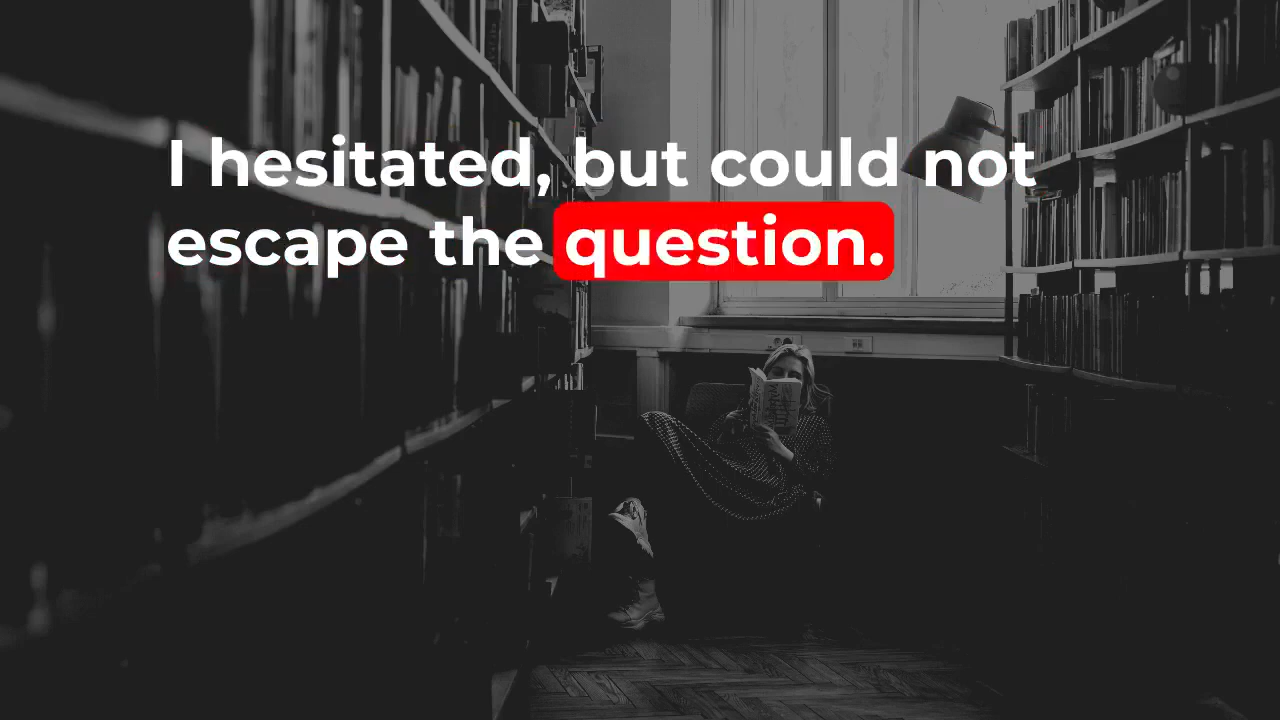 I hesitated, but could not
escape the question.